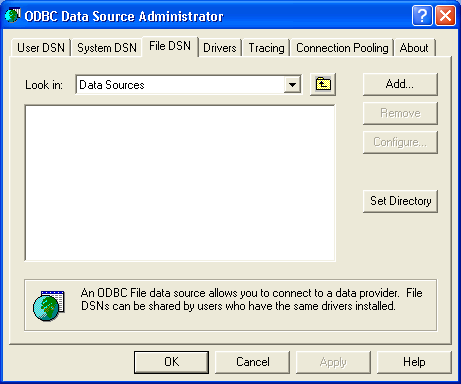 ODBC Data Source Administrator
User DSN System DSN File DSN Drivers Tracing Connection Pooling About
Look in: Data Sources
Add...
Remove
Configure...
Set Directory
An ODBC File data source allows you to connect to a data provider. File
DSNs can be shared by users who have the same drivers installed.
OK Cancel Apply Help